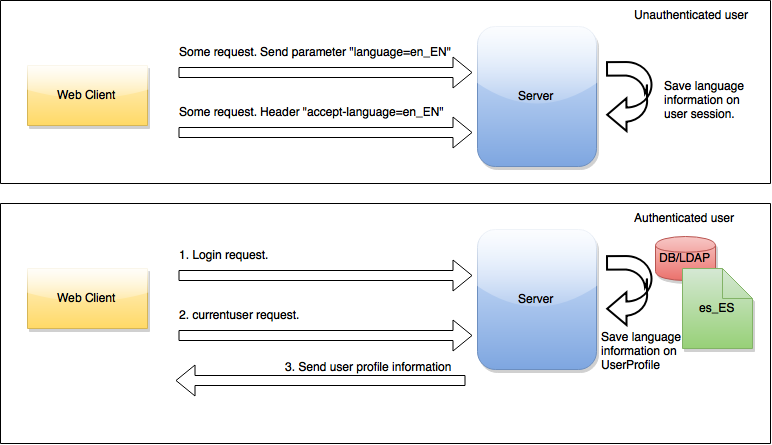 Unauthenticated user
Some request. Send parameter "language=en_EN"
Web Client
Server
Save language
information on
user session.
Some request. Header "accept-language=en_EN"
Authenticated user
1. Login request.
DB/LDAP
Web Client
Server
es_ES
2. currentuser request.
Save language
information on
UserProfile
3. Send user profile information